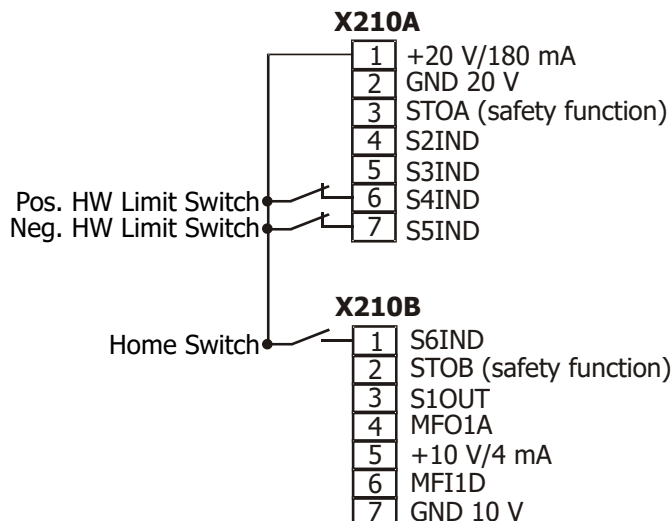 X210A
1 +20 V/180 mA
2 GND 20 V
3 STOA (safety function)
4 S2IND
5 S3IND
Pos. HW Limit Switch 6 S4IND
Neg. HW Limit Switch 7 S5IND
X210B
Home Switch 1 S6IND
2 STOB (safety function)
3 S1OUT
4 MFO1A
5 +10 V/4 mA
6 MFI1D
7 GND 10 V